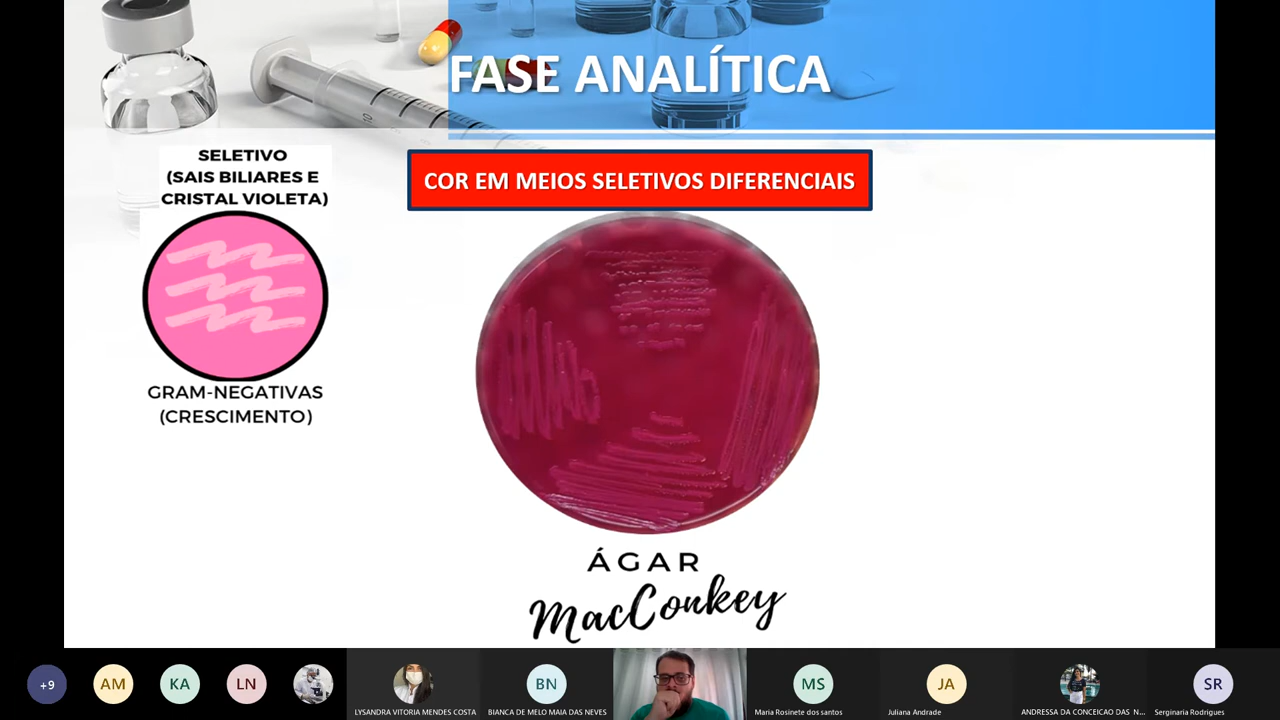 FASE ANALÍTICA
SELETIVO
(SAIS BILIARES E
CRISTAL VIOLETA)
COR EM MEIOS SELETIVOS DIFERENCIAIS
GRAM-NEGATIVAS
(CRESCIMENTO)
ÁGAR
MacConkey
+9
AM
KA
LN
LYSANDRA VITORIA MENDES COSTA
BN
BIANCA DE MELO MAIA DAS NEVES
MS
Maria Rosinete dos santos
JA
Juliana Andrade
ANDRESSA DA CONCEICAO DAS N...
SR
Serginaria Rodrigues